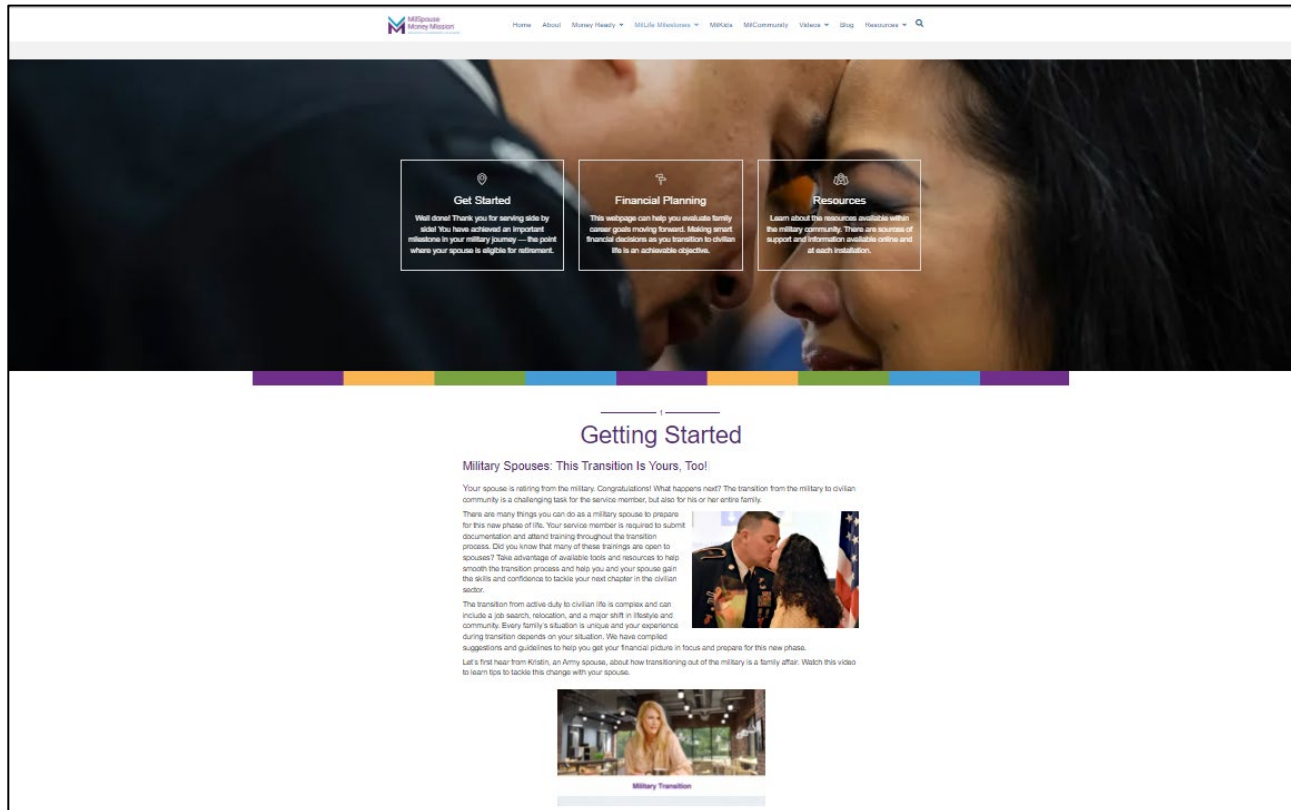 MilSpouse
Money Mission
Home About Money Ready MilLife Milestones MilKids MilCommunity Videos Blog Resources
Get Started
Well done! Thank you for serving side by
side! You have achieved an important
milestone in your military journey — the point
where your spouse is eligible for retirement.
Financial Planning
This webpage can help you evaluate family
career goals moving forward. Making smart
financial decisions as you transition to civilian
life is an achievable objective.
Resources
Learn about the resources available within
the military community. There are sources of
support and information available online and
at each installation.
1
Getting Started
Military Spouses: This Transition Is Yours, Too!
Your spouse is retiring from the military. Congratulations! What happens next? The transition from the military to civilian
community is a challenging task for the service member, but also for his or her entire family.
There are many things you can do as a military spouse to prepare
for this new phase of life. Your service member is required to submit
documentation and attend training throughout the transition
process. Did you know that many of these trainings are open to
spouses? Take advantage of available tools and resources to help
smooth the transition process and help you and your spouse gain
the skills and confidence to tackle your next chapter in the civilian
sector.
The transition from active duty to civilian life is complex and can
include a job search, relocation, and a major shift in lifestyle and
community. Every family's situation is unique and your experience
during transition depends on your situation. We have compiled
suggestions and guidelines to help you get your financial picture in focus and prepare for this new phase.
Let's first hear from Kristin, an Army spouse, about how transitioning out of the military is a family affair. Watch this video
to learn tips to tackle this change with your spouse.
Military Transition